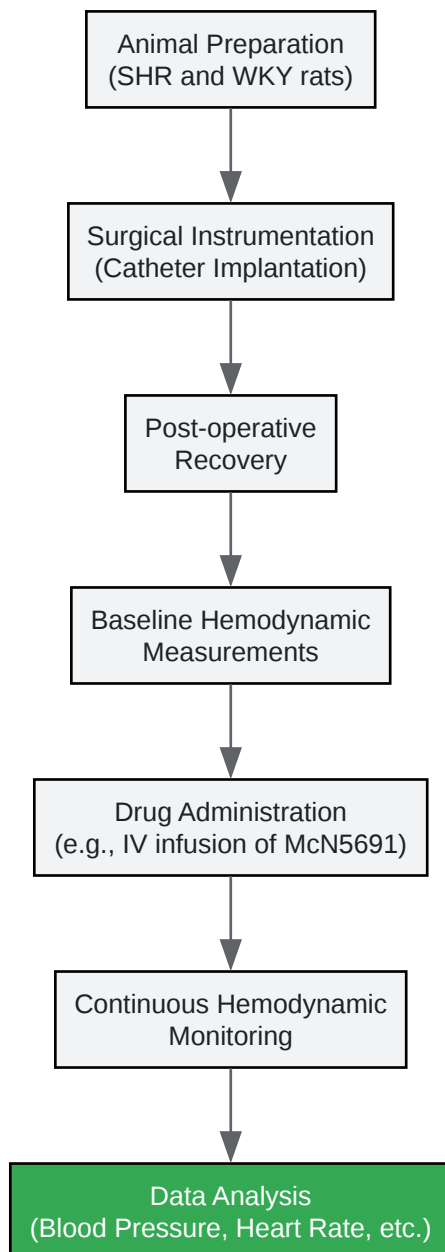 Animal Preparation
(SHR and WKY rats)
Surgical Instrumentation
(Catheter Implantation)
Post-operative
Recovery
Baseline Hemodynamic
Measurements
Drug Administration
(e.g., IV infusion of McN5691)
Continuous Hemodynamic
Monitoring
Data Analysis
(Blood Pressure, Heart Rate, etc.)